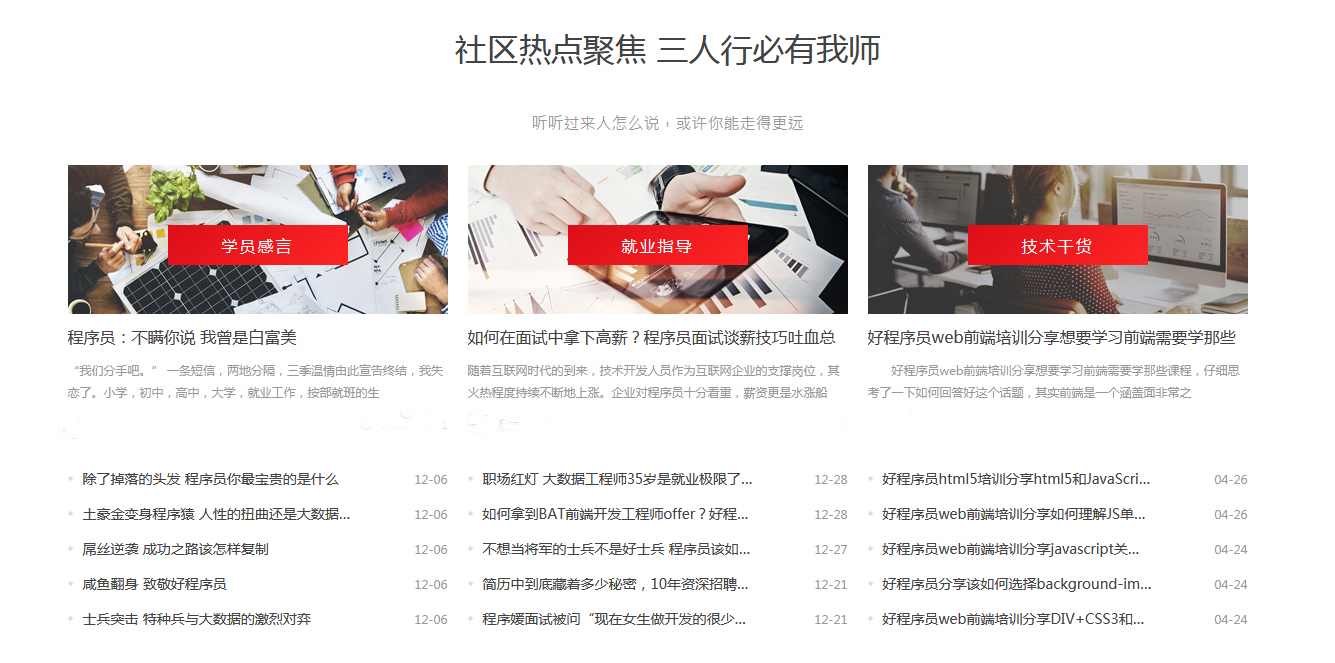 社区热点聚焦 三人行必有我师
听听过来人怎么说，或许你能走得更远
学员感言
程序员：不瞒你说 我曾是白富美
“我们分手吧。” 一条短信，两地分隔，三季温情由此宣告终结，我失
恋了。小学，初中，高中，大学，就业工作，按部就班的生
除了掉落的头发 程序员你最宝贵的是什么 12-06
土豪金变身程序猿 人性的扭曲还是大数据... 12-06
屌丝逆袭 成功之路该怎样复制 12-06
咸鱼翻身 致敬好程序员 12-06
士兵突击 特种兵与大数据的激烈对弈 12-06
就业指导
如何在面试中拿下高薪？程序员面试谈薪技巧吐血总
随着互联网时代的到来，技术开发人员作为互联网企业的支撑岗位，其
火热程度持续不断地上涨。企业对程序员十分看重，薪资更是水涨船
职场红灯 大数据工程师35岁是就业极限了... 12-28
如何拿到BAT前端开发工程师offer？好程... 12-28
不想当将军的士兵不是好士兵 程序员该如... 12-27
简历中到底藏着多少秘密，10年资深招聘... 12-21
程序媛面试被问“现在女生做开发的很少... 12-21
技术干货
好程序员web前端培训分享想要学习前端需要学那些
好程序员web前端培训分享想要学习前端需要学那些课程，仔细思
考了一下如何回答好这个话题，其实前端是一个涵盖面非常之
好程序员html5培训分享html5和JavaScri... 04-26
好程序员web前端培训分享如何理解JS单... 04-26
好程序员web前端培训分享javascript关... 04-24
好程序员分享该如何选择background-im... 04-24
好程序员web前端培训分享DIV+CSS3和... 04-24